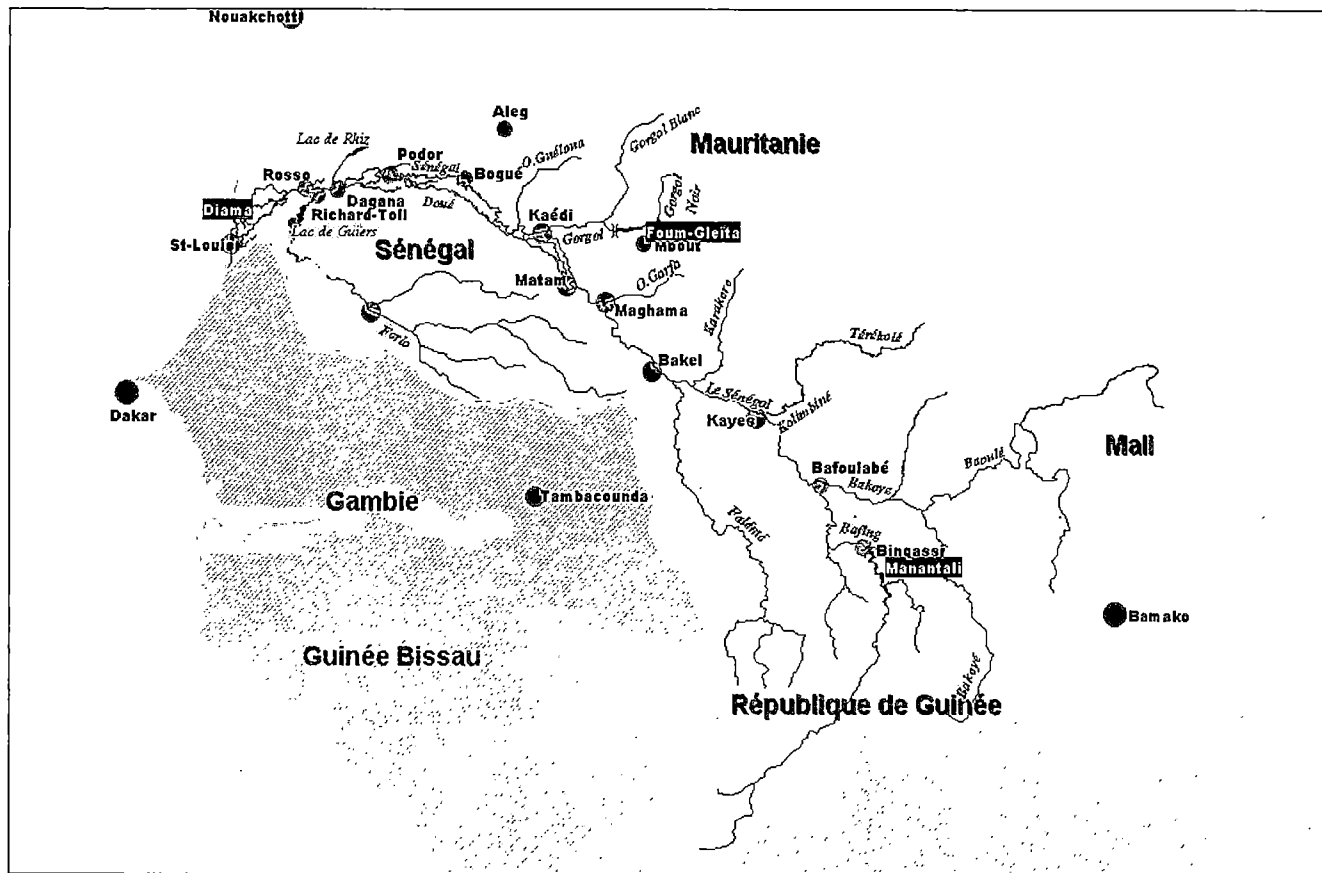 Nouakchott
Aleg
Lac de Rhiz
Podor
Sénégal
Bogué
O.Guélona
Gorgol Blanc
Mauritanie
Rosso
Dagana
Richard-Toll
Doué
Gorgol
Noir
Diama
Lac de Guiers
St-Louis
Sénégal
Kaédi
Gorgol
Foum-Gleïta
Mbout
Matam
O.Garfa
Maghama
Karakoro
Ferlo
Bakel
Térékolé
Le Sénégal
Dakar
Kayes
Kolimbiné
Mali
Bafoulabé
Bakoye
Baoulé
Gambie
Tambacounda
Falémé
Bafing
Bingassi
Manantali
Bamako
Guinée Bissau
Bakoyé
République de Guinée